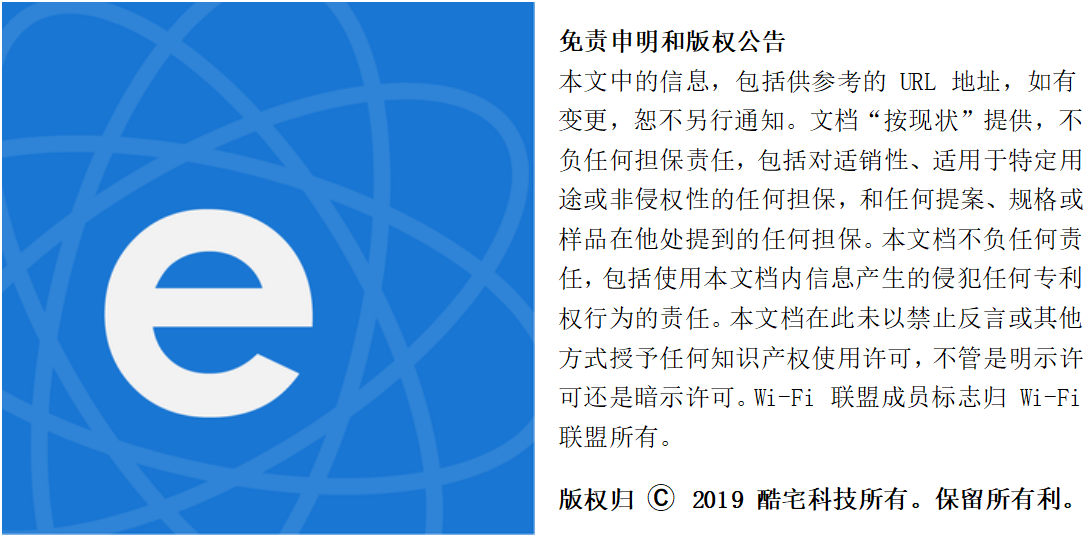 e
免责申明和版权公告
本文中的信息，包括供参考的 URL 地址，如有
变更，恕不另行通知。文档“按现状”提供，不
负任何担保责任，包括对适销性、适用于特定用
途或非侵权性的任何担保，和任何提案、规格或
样品在他处提到的任何担保。本文档不负任何责
任，包括使用本文档内信息产生的侵犯任何专利
权行为的责任。本文档在此未以禁止反言或其他
方式授予任何知识产权使用许可，不管是明示许
可还是暗示许可。Wi-Fi 联盟成员标志归 Wi-Fi
联盟所有。
版权归 © 2019 酷宅科技所有。保留所有利。